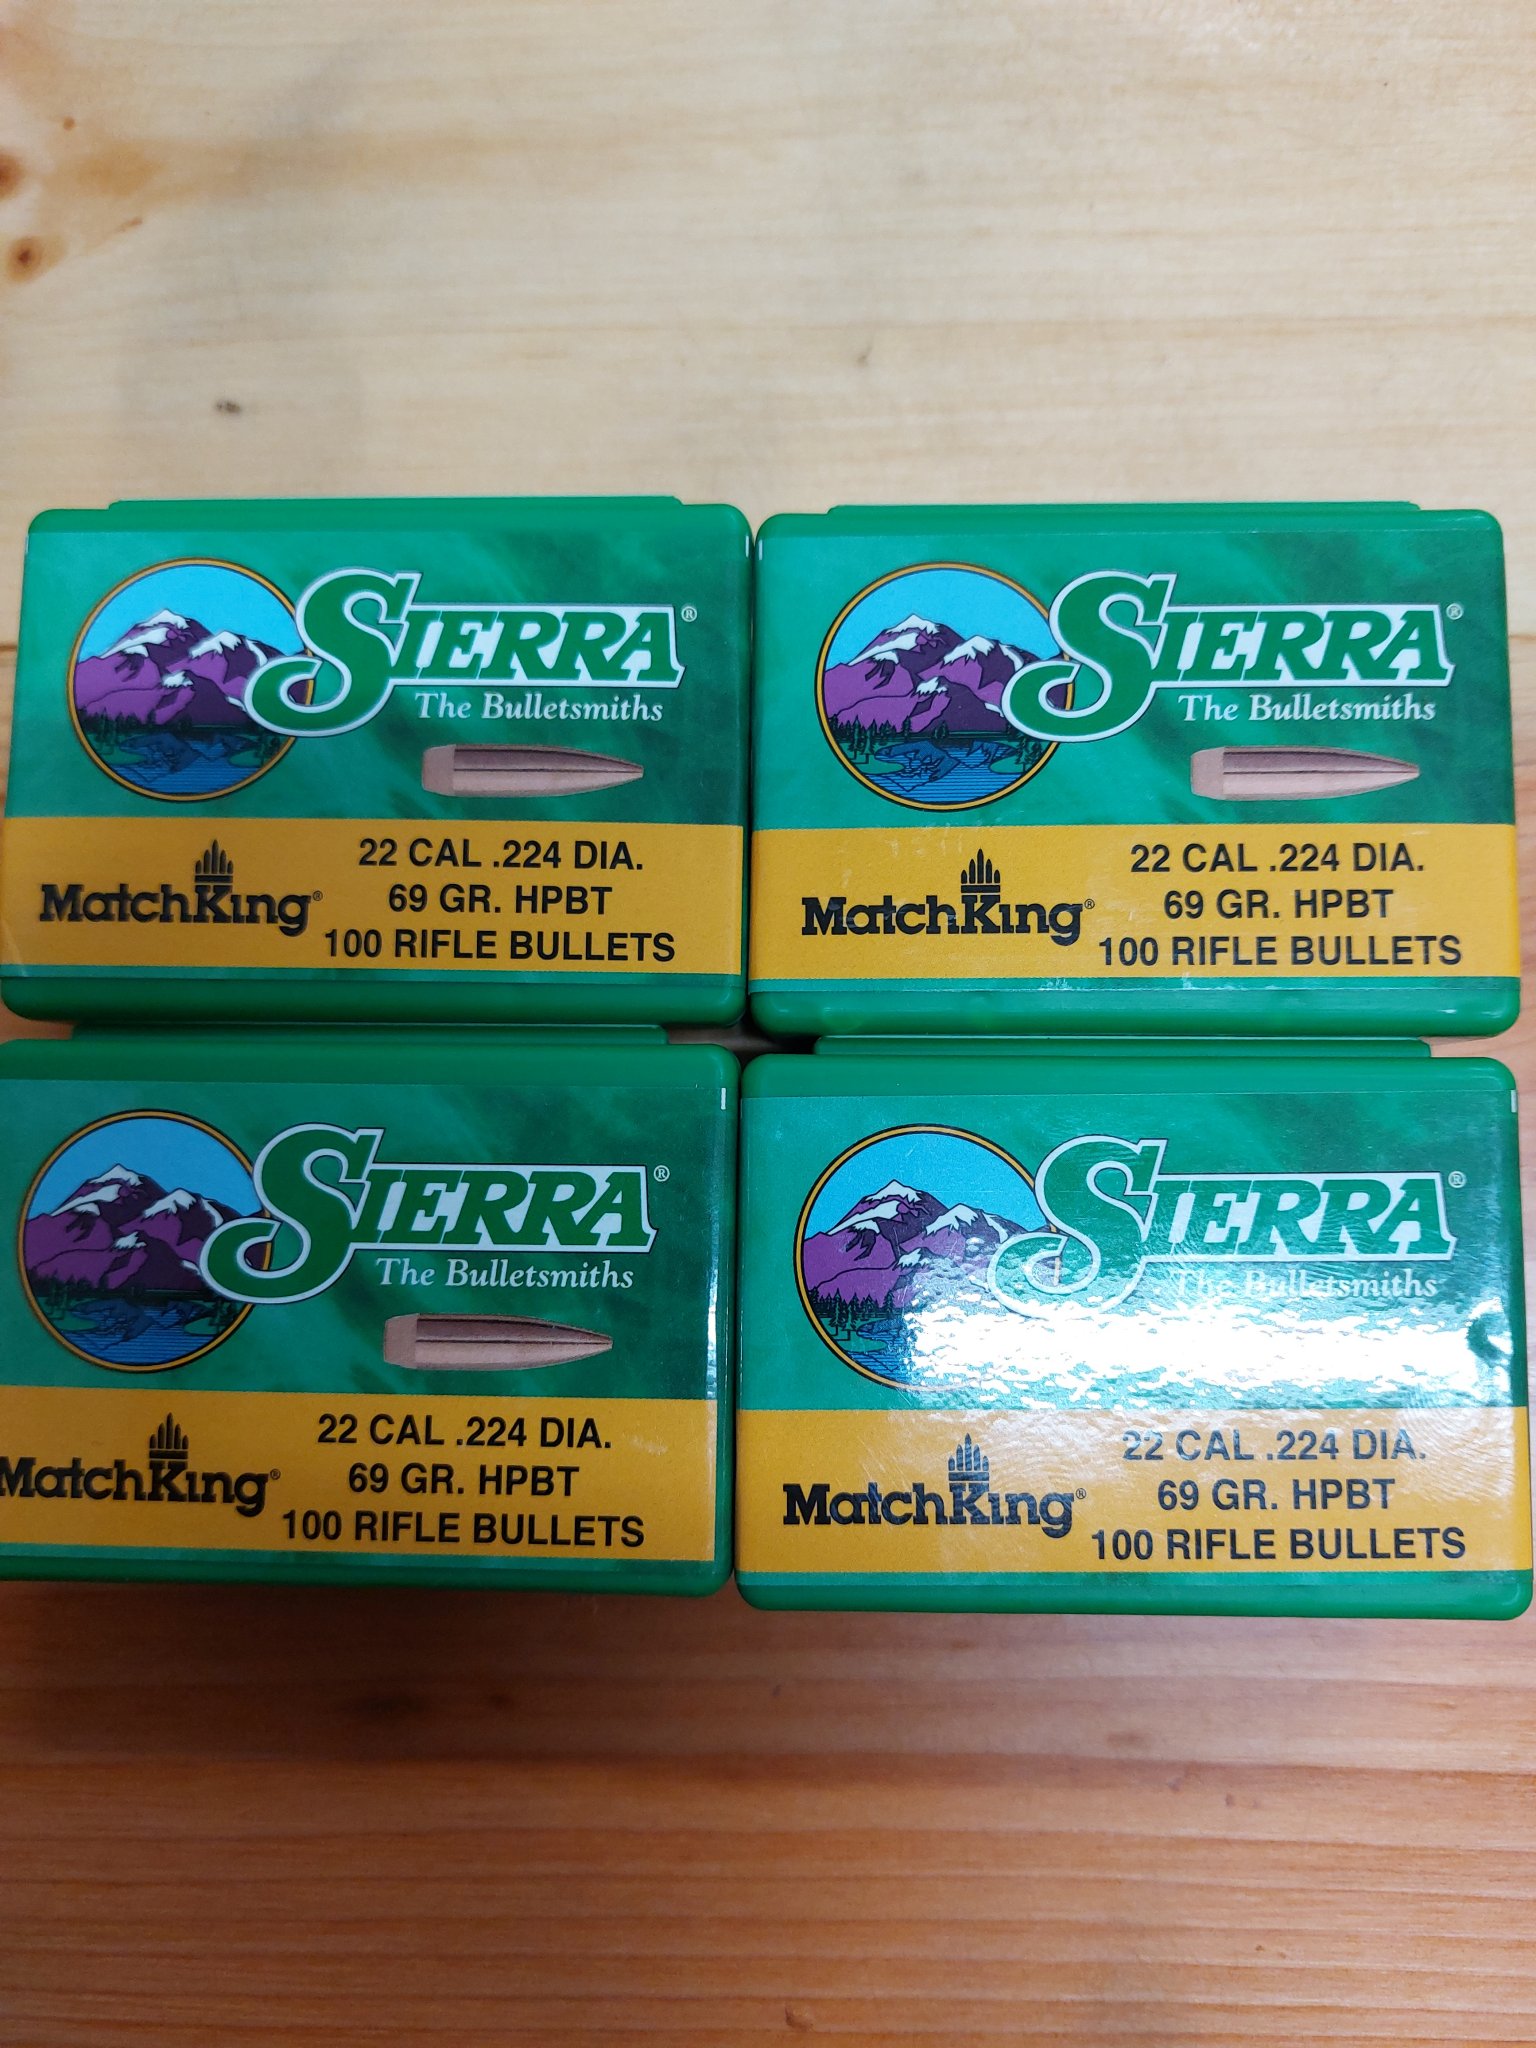 SIERRA®
The Bulletsmiths
MatchKing®
22 CAL .224 DIA.
69 GR. HPBT
100 RIFLE BULLETS
SIERRA®
The Bulletsmiths
MatchKing®
22 CAL .224 DIA.
69 GR. HPBT
100 RIFLE BULLETS
SIERRA®
The Bulletsmiths
MatchKing®
22 CAL .224 DIA.
69 GR. HPBT
100 RIFLE BULLETS
SIERRA®
The Bulletsmiths
MatchKing®
22 CAL .224 DIA.
69 GR. HPBT
100 RIFLE BULLETS